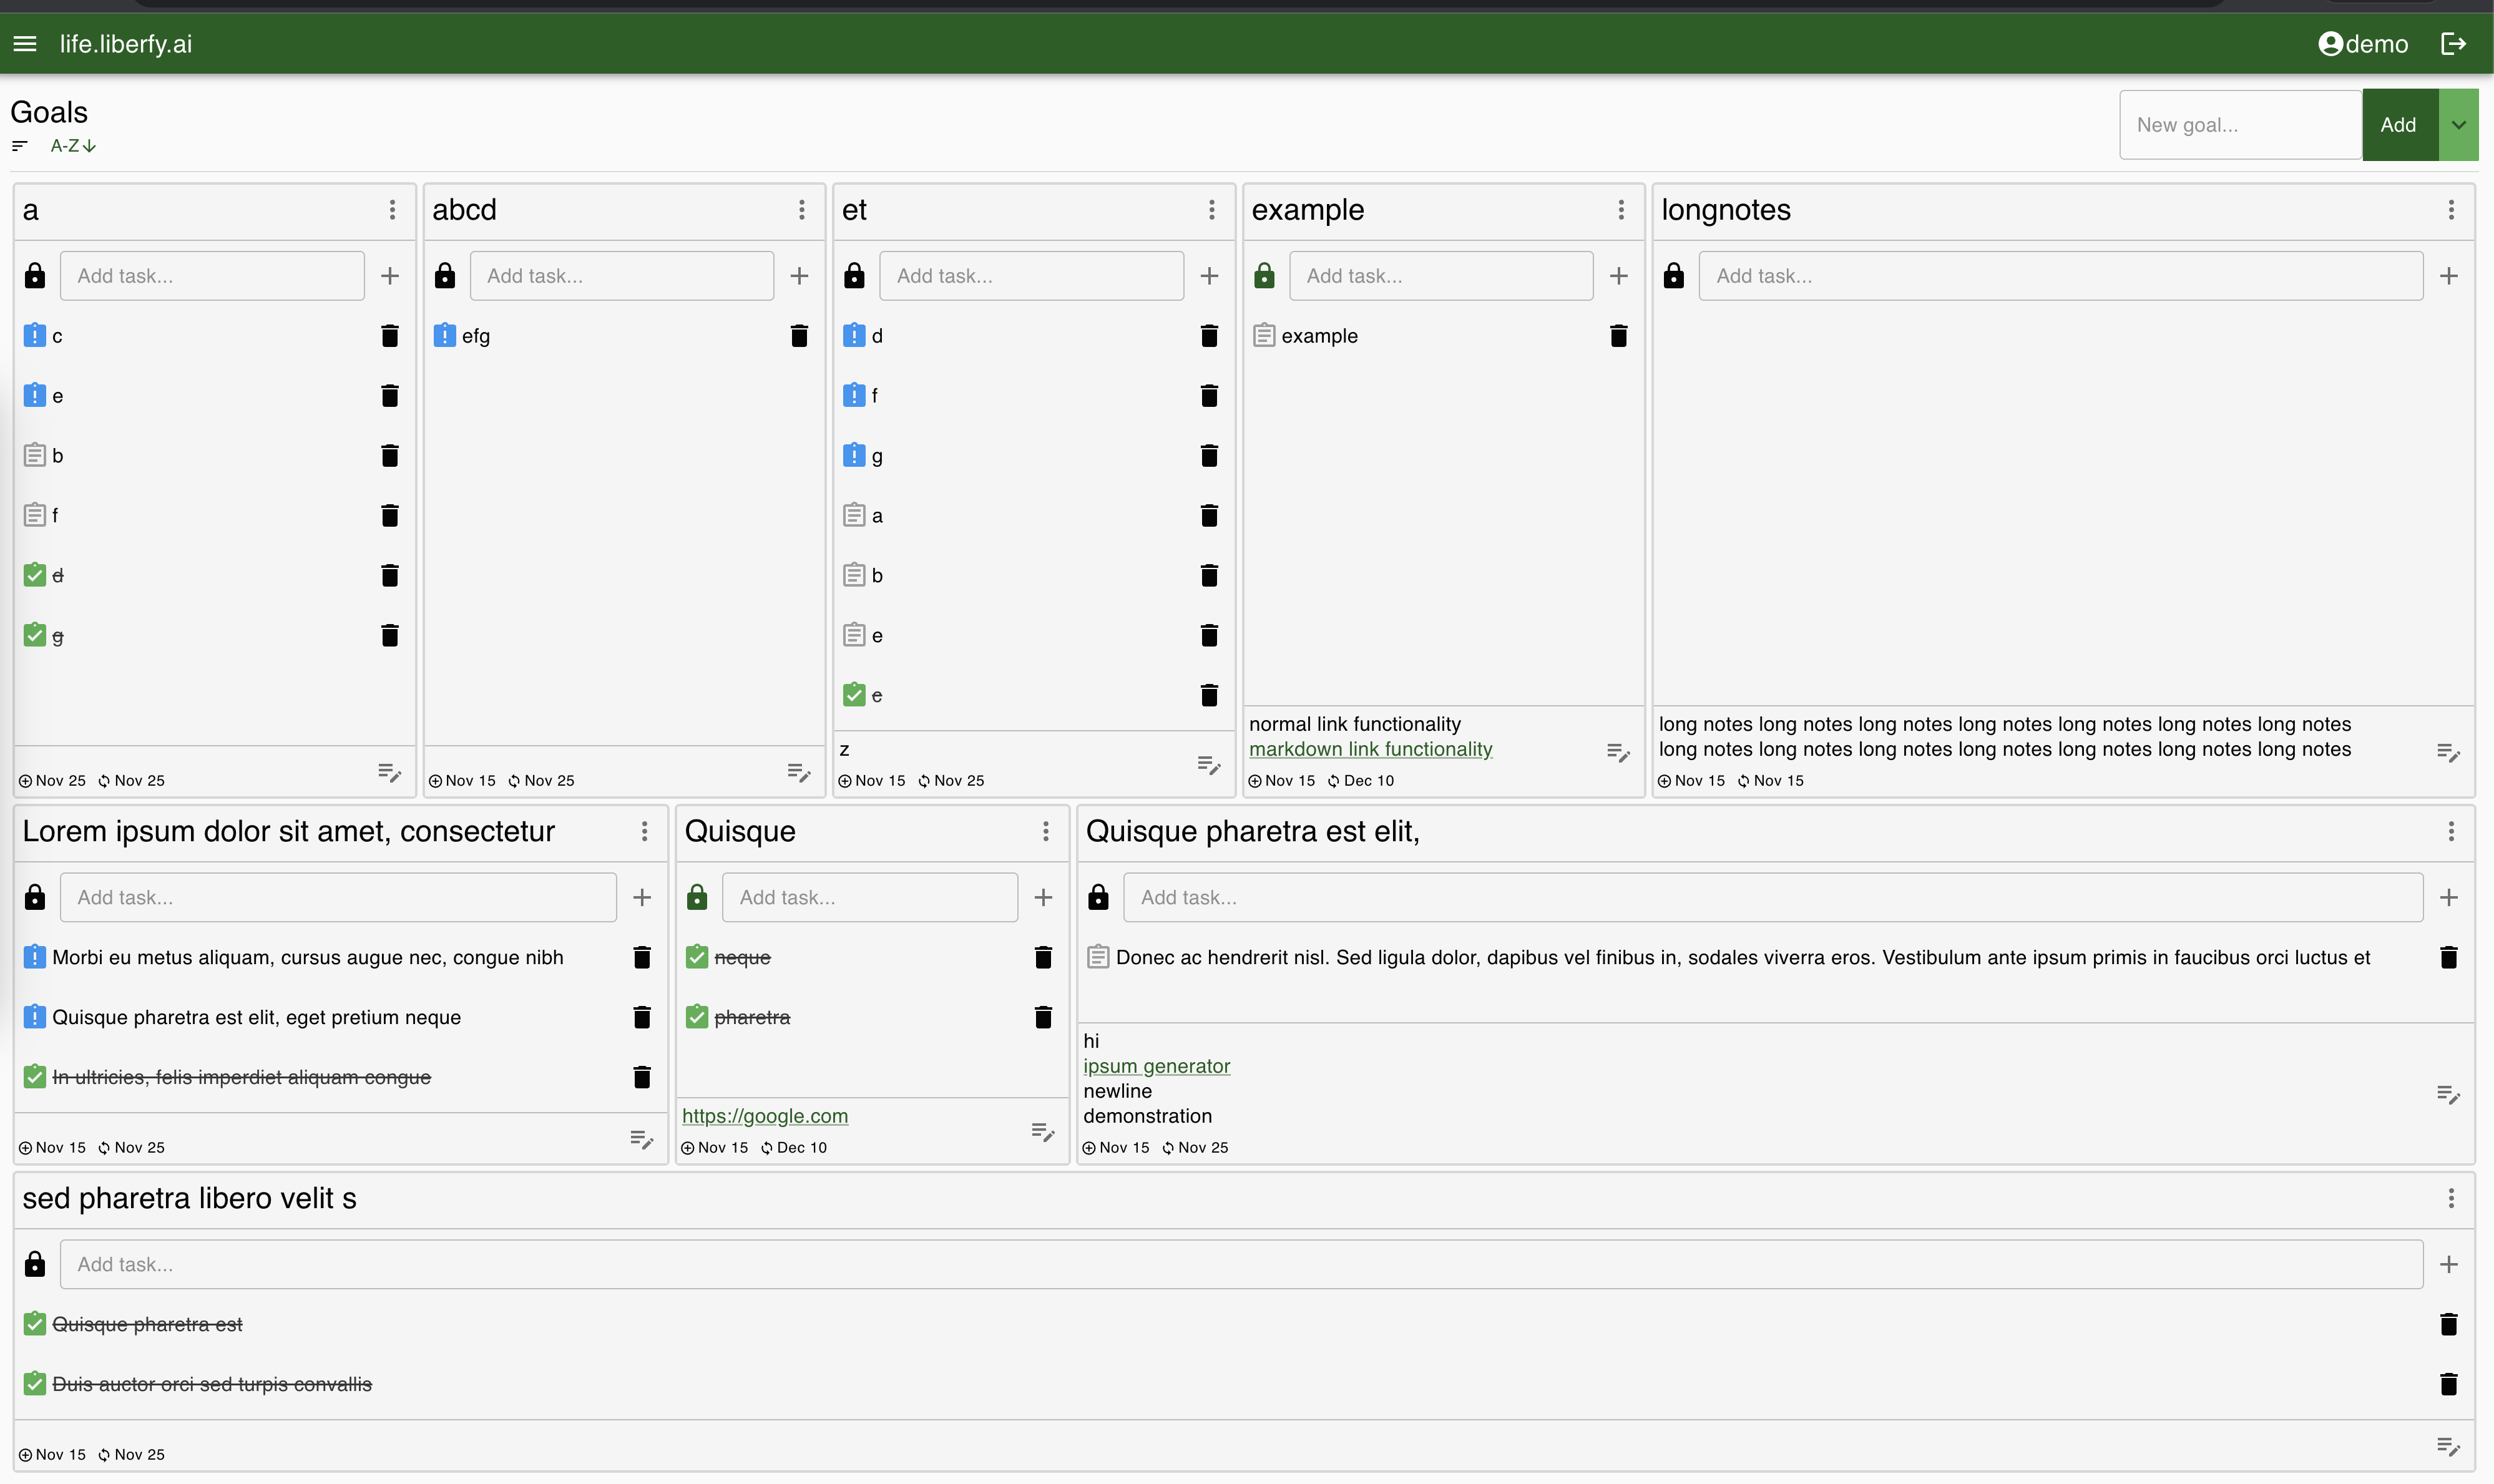 life.liberfy.ai
demo
Goals
A-Z
New goal...
Add
a
Add task...
c
e
b
f
d
g
Nov 25 Nov 25
abcd
Add task...
efg
Nov 15 Nov 25
et
Add task...
d
f
g
a
b
e
e
z
Nov 15 Nov 25
example
Add task...
example
normal link functionality
markdown link functionality
Nov 15 Dec 10
longnotes
Add task...
long notes long notes long notes long notes long notes long notes long notes
long notes long notes long notes long notes long notes long notes long notes
Nov 15 Nov 15
Lorem ipsum dolor sit amet, consectetur
Add task...
Morbi eu metus aliquam, cursus augue nec, congue nibh
Quisque pharetra est elit, eget pretium neque
In ultricies, felis imperdiet aliquam congue
Nov 15 Nov 25
Quisque
Add task...
neque
pharetra
https://google.com
Nov 15 Dec 10
Quisque pharetra est elit,
Add task...
Donec ac hendrerit nisl. Sed ligula dolor, dapibus vel finibus in, sodales viverra eros. Vestibulum ante ipsum primis in faucibus orci luctus et
hi
ipsum generator
newline
demonstration
Nov 15 Nov 25
sed pharetra libero velit s
Add task...
Quisque pharetra est
Duis auctor orci sed turpis convallis
Nov 15 Nov 25